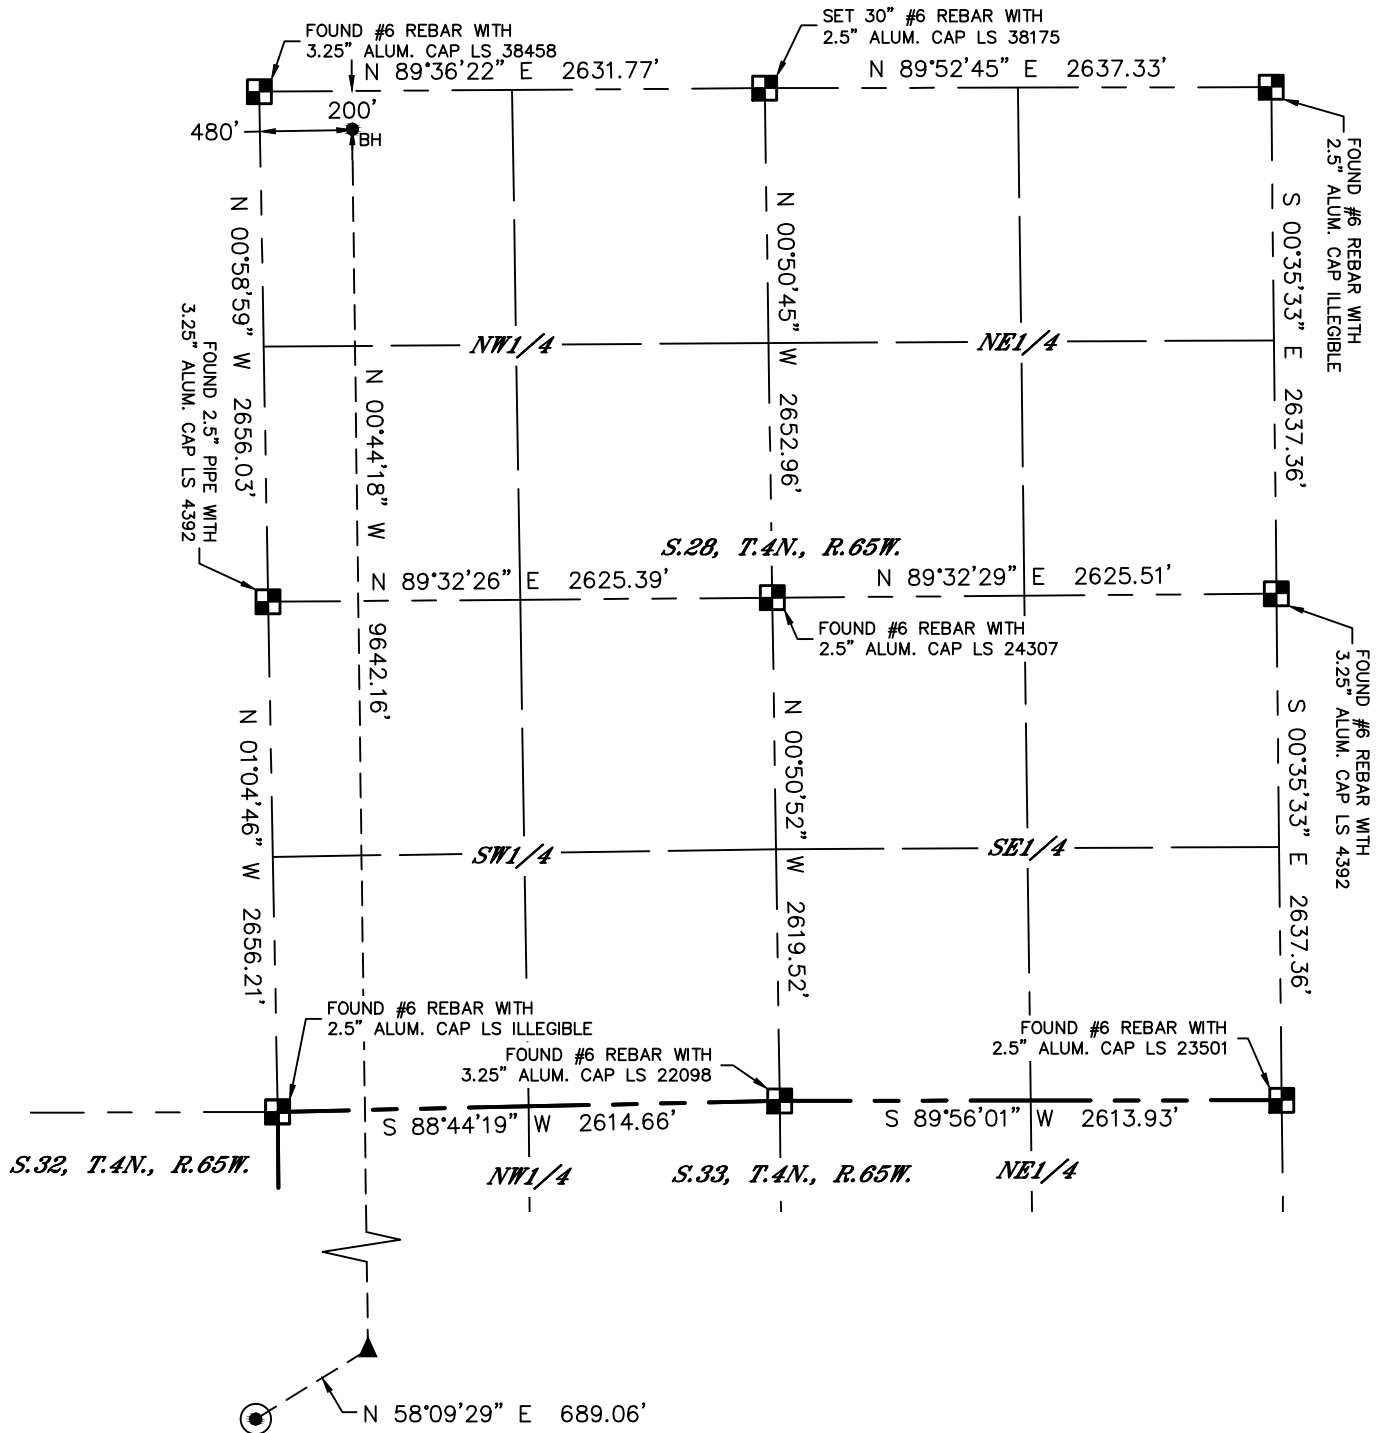 FOUND #6 REBAR WITH
3.25" ALUM. CAP LS 38458
SET 30" #6 REBAR WITH
2.5" ALUM. CAP LS 38175
N 89°36'22" E 2631.77'
N 89°52'45" E 2637.33'
200'
480'
BH
FOUND #6 REBAR WITH
2.5" ALUM. CAP ILLEGIBLE
N 00°58'59" W 2656.03'
N 00°50'45" W 2652.96'
S 00°35'33" E 2637.36'
NW1/4
NE1/4
FOUND 2.5" PIPE WITH
3.25" ALUM. CAP LS 4392
N 00°44'18" W 9642.16'
S.28, T.4N., R.65W.
N 89°32'26" E 2625.39'
N 89°32'29" E 2625.51'
FOUND #6 REBAR WITH
2.5" ALUM. CAP LS 24307
FOUND #6 REBAR WITH
3.25" ALUM. CAP LS 4392
N 01°04'46" W 2656.21'
N 00°50'52" W 2619.52'
S 00°35'33" E 2637.36'
SW1/4
SE1/4
FOUND #6 REBAR WITH
2.5" ALUM. CAP LS ILLEGIBLE
FOUND #6 REBAR WITH
3.25" ALUM. CAP LS 22098
FOUND #6 REBAR WITH
2.5" ALUM. CAP LS 23501
S 88°44'19" W 2614.66'
S 89°56'01" W 2613.93'
S.32, T.4N., R.65W.
NW1/4
S.33, T.4N., R.65W.
NE1/4
N 58°09'29" E 689.06'